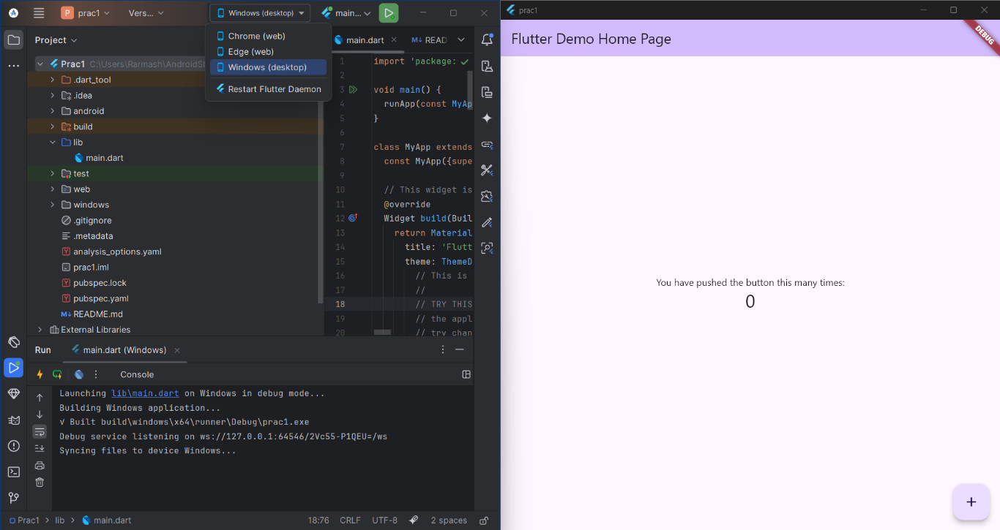 P prac1 Vers... Windows (desktop) main...
Chrome (web)
Edge (web)
Windows (desktop)
Restart Flutter Daemon
Project
Prac1 C:\Users\Rarmash\AndroidSt
.dart_tool
.idea
android
build
lib
main.dart
test
web
windows
.gitignore
.metadata
analysis_options.yaml
prac1.iml
pubspec.lock
pubspec.yaml
README.md
External Libraries
main.dart READ
1 import 'package:
2
3 void main() {
4 runApp(const MyAp
5 }
6
7 class MyApp extends
8 const MyApp({supe
9
10 // This widget is
11 @override
12 Widget build(Buil
13 return Material
14 title: 'Flutt
15 theme: ThemeD
16 // This is
17 //
18 // TRY THIS
19 // the appl
20 // try chan
Run main.dart (Windows)
Console
Launching lib\main.dart on Windows in debug mode...
Building Windows application...
√ Built build\windows\x64\runner\Debug\prac1.exe
Debug service listening on ws://127.0.0.1:64546/2Vc55-P1QEU=/ws
Syncing files to device Windows...
Prac1 > lib > main.dart 18:76 CRLF UTF-8 2 spaces
prac1
Flutter Demo Home Page
DEBUG
You have pushed the button this many times:
0
+